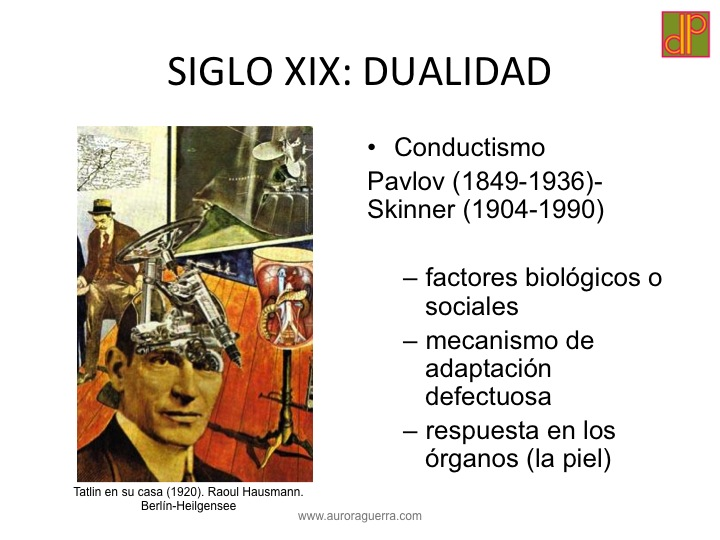 SIGLO XIX: DUALIDAD
• Conductismo
Pavlov (1849-1936)-
Skinner (1904-1990)
– factores biológicos o
sociales
– mecanismo de
adaptación
defectuosa
– respuesta en los
órganos (la piel)
Tatlin en su casa (1920). Raoul Hausmann.
Berlín-Heilgensee
www.auroraguerra.com
dp